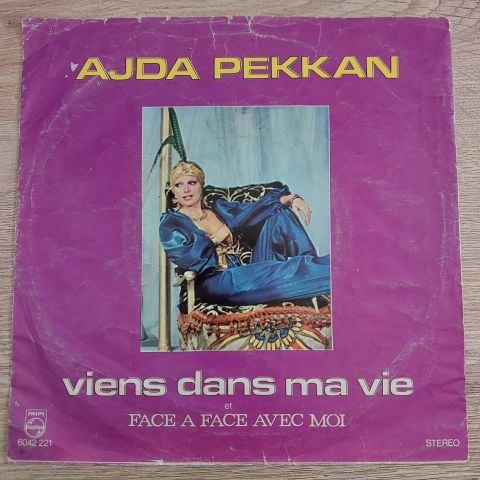 AJDA PEKKAN
viens dans ma vie
et
FACE A FACE AVEC MOI
PHILIPS
6042 221
STEREO